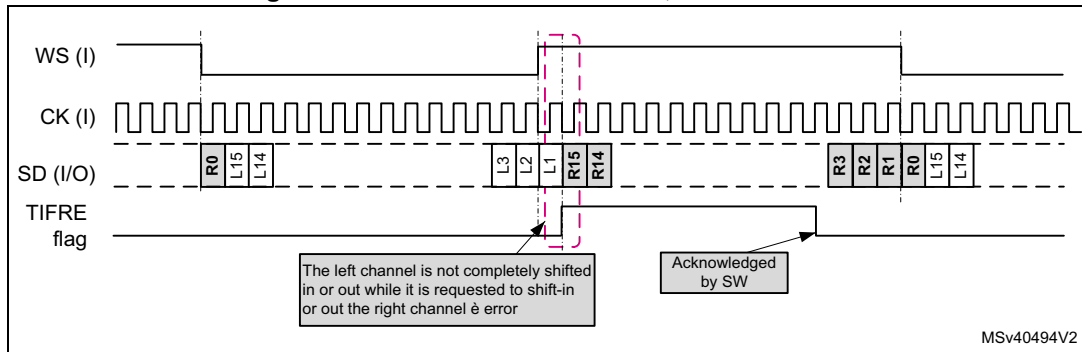 WS (I)
CK (I)
SD (I/O)
R0 L15 L14 L3 L2 L1 R15 R14 R3 R2 R1 R0 L15 L14
TIFRE
flag
The left channel is not completely shifted
in or out while it is requested to shift-in
or out the right channel è error
Acknowledged
by SW
MSv40494V2